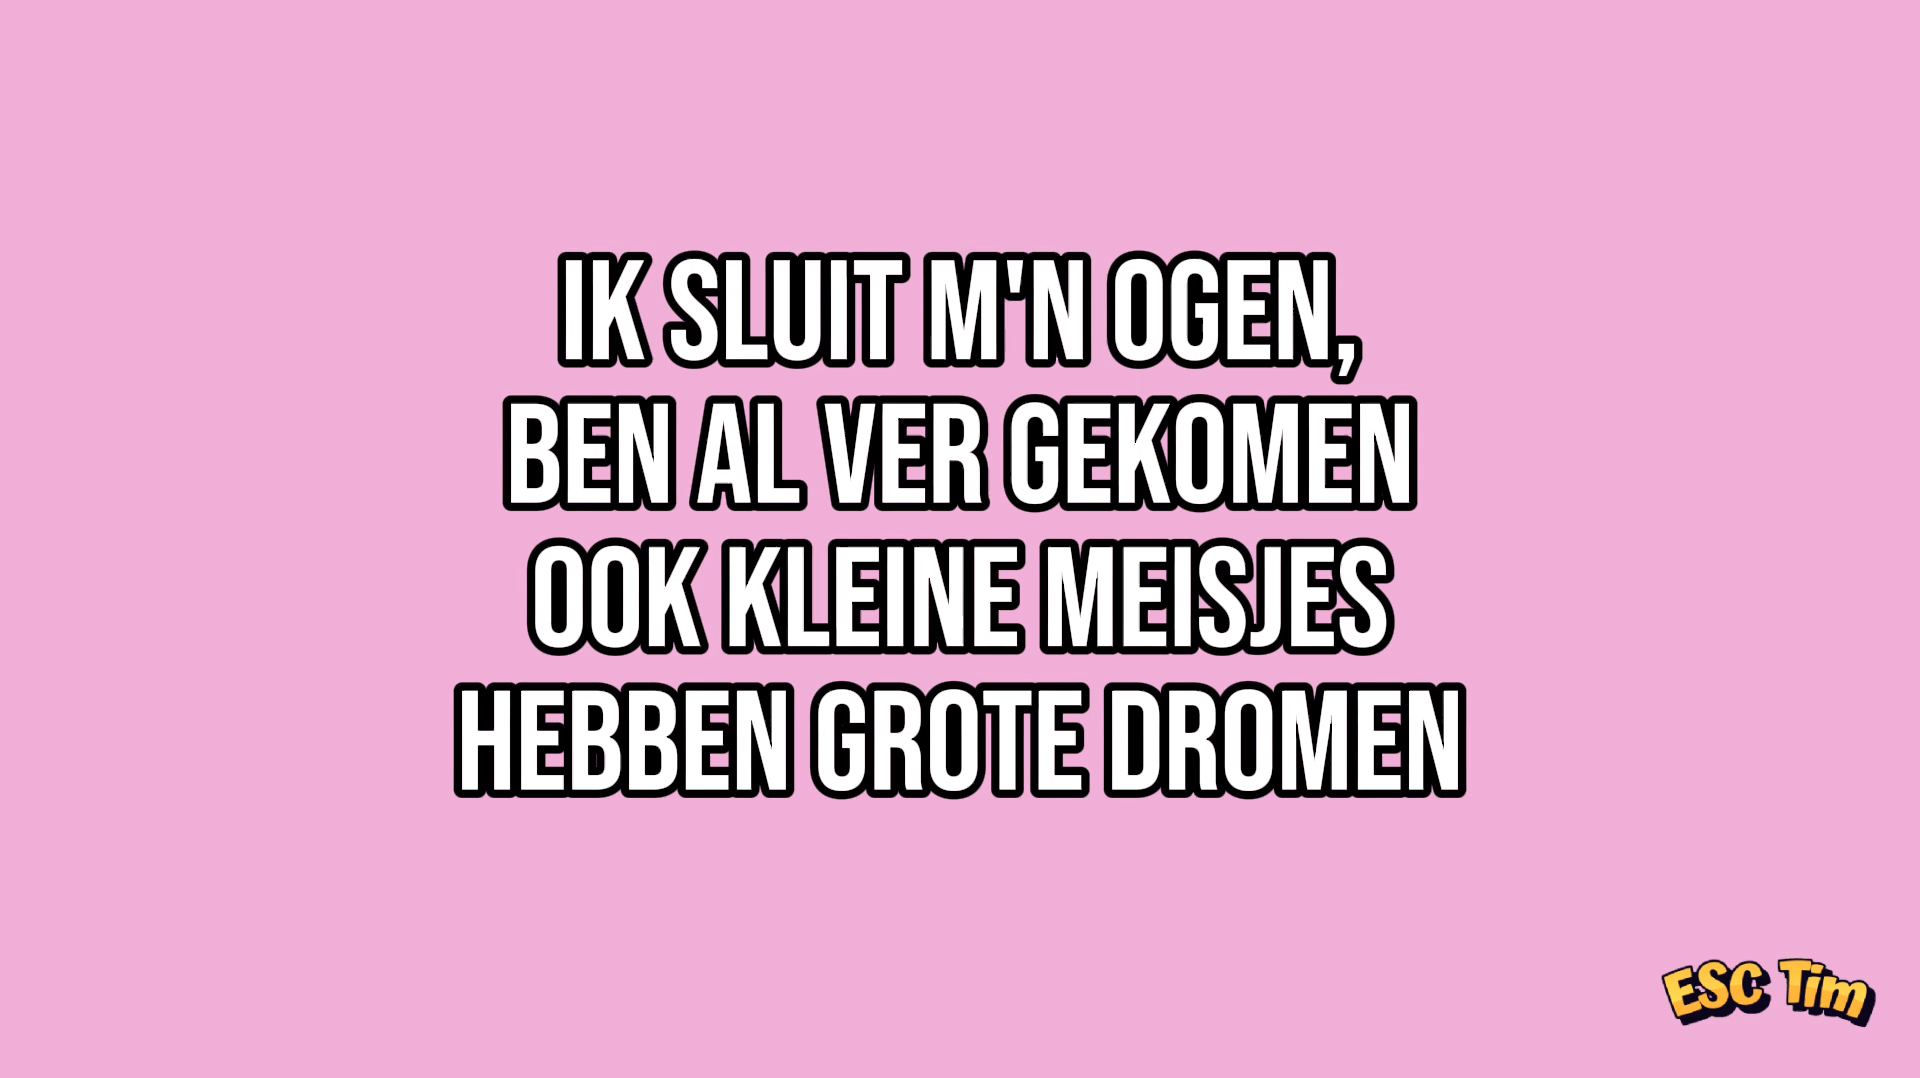 IK SLUIT M'N OGEN,
BEN AL VER GEKOMEN
OOK KLEINE MEISJES
HEBBEN GROTE DROMEN
ESC Tim